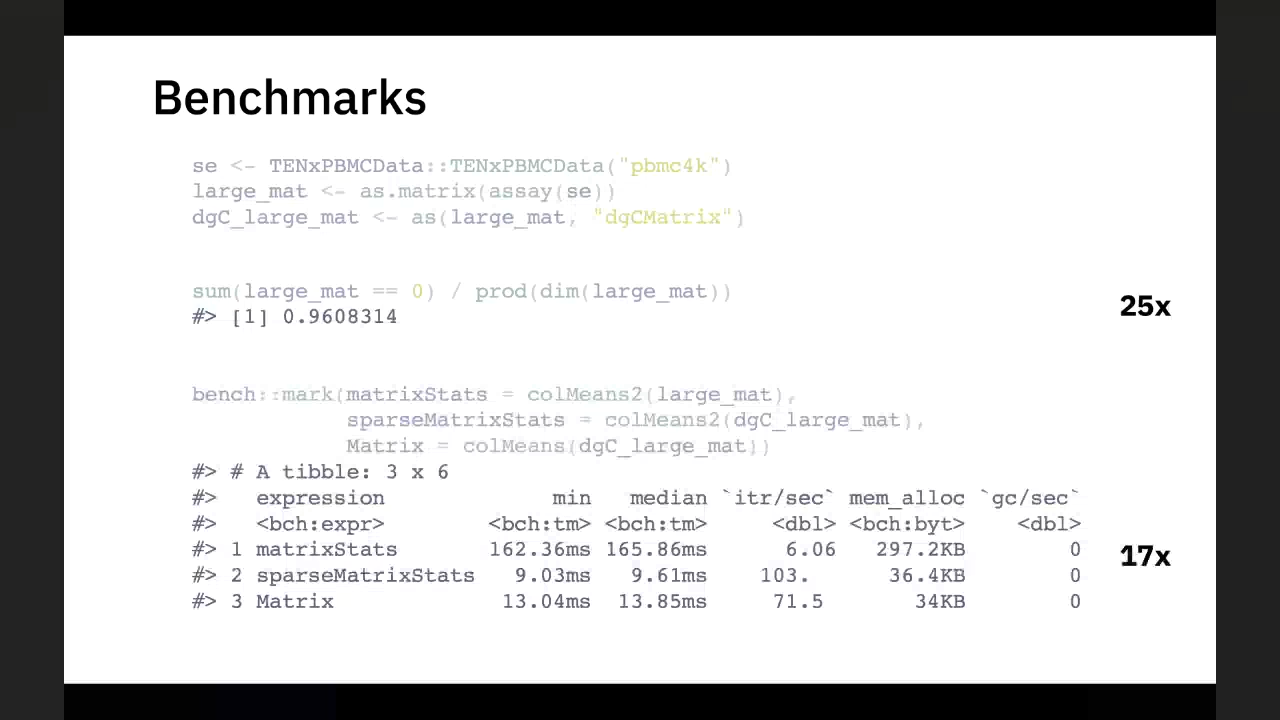 Benchmarks
se <- TENxPBMCData::TENxPBMCData("pbmc4k")
large_mat <- as.matrix(assay(se))
dgC_large_mat <- as(large_mat, "dgCMatrix")
sum(large_mat == 0) / prod(dim(large_mat))
25x
#> [1] 0.9608314
bench::mark(matrixStats = colMeans2(large_mat),
sparseMatrixStats = colMeans2(dgC_large_mat),
Matrix = colMeans(dgC_large_mat))
#> # A tibble: 3 x 6
#>   expression             min   median `itr/sec` mem_alloc `gc/sec`
#>   <bch:expr>        <bch:tm> <bch:tm>     <dbl> <bch:byt>    <dbl>
#> 1 matrixStats       162.36ms 165.86ms      6.06   297.2KB        0
17x
#> 2 sparseMatrixStats   9.03ms   9.61ms    103.      36.4KB        0
#> 3 Matrix             13.04ms  13.85ms     71.5       34KB        0